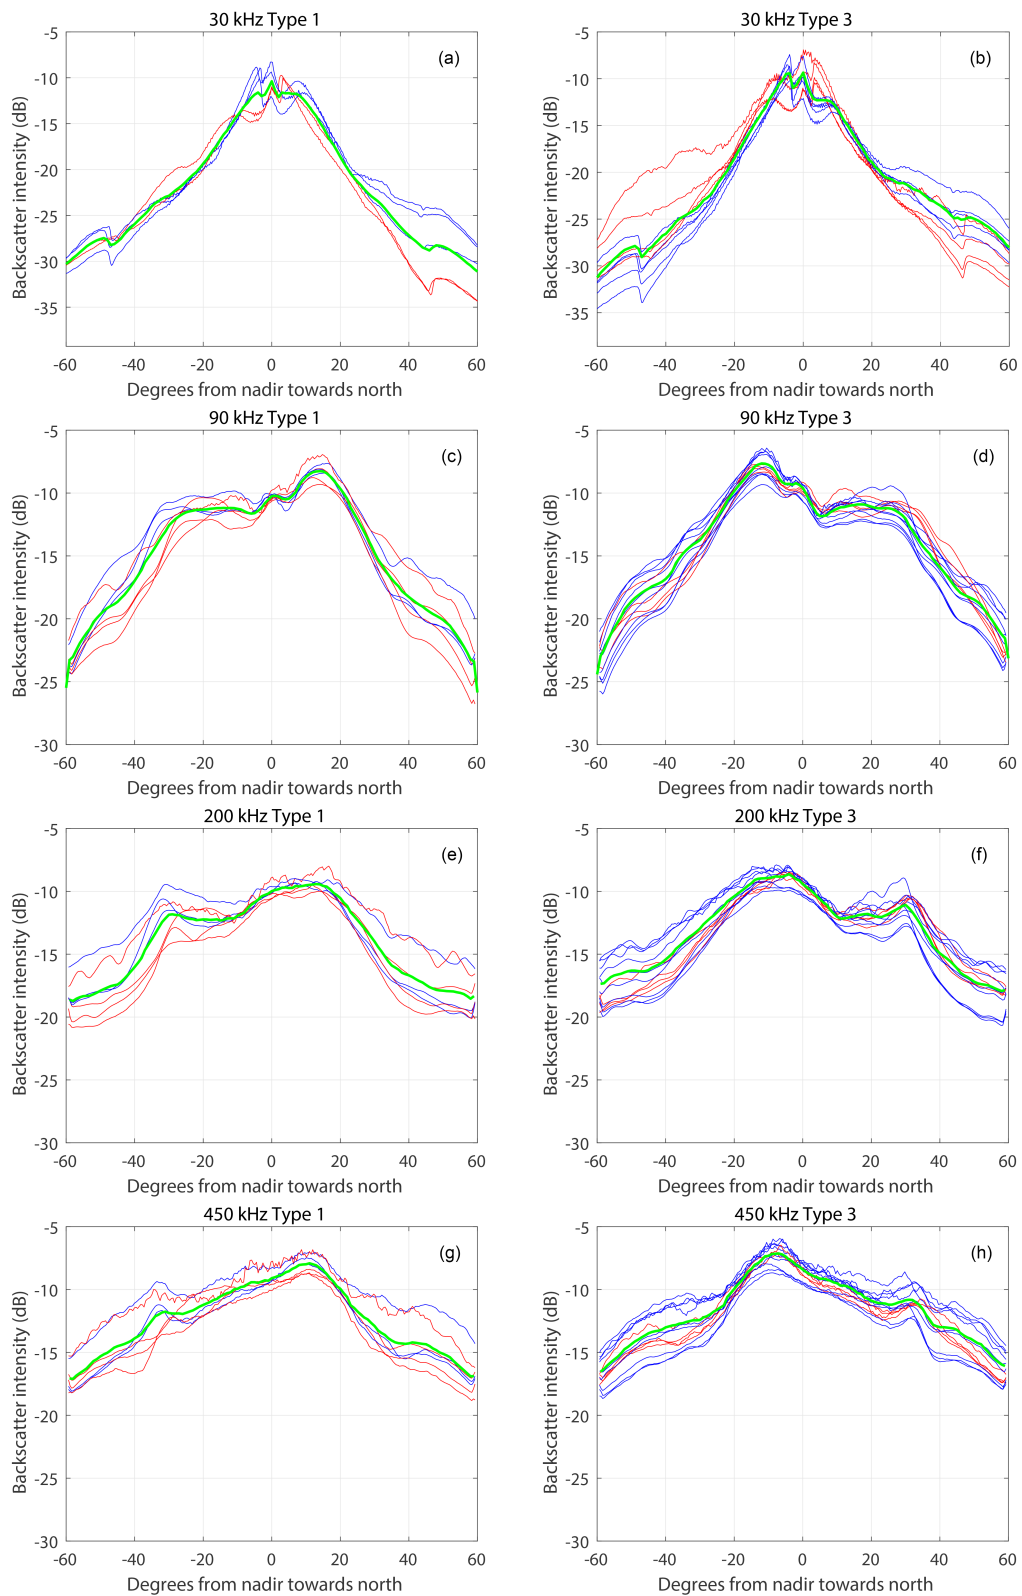 30 kHz Type 1
(a)
-5
-10
-15
-20
-25
-30
-35
Backscatter intensity (dB)
-60 -40 -20 0 20 40 60
Degrees from nadir towards north
30 kHz Type 3
(b)
-5
-10
-15
-20
-25
-30
-35
Backscatter intensity (dB)
-60 -40 -20 0 20 40 60
Degrees from nadir towards north
90 kHz Type 1
(c)
-5
-10
-15
-20
-25
-30
Backscatter intensity (dB)
-60 -40 -20 0 20 40 60
Degrees from nadir towards north
90 kHz Type 3
(d)
-5
-10
-15
-20
-25
-30
Backscatter intensity (dB)
-60 -40 -20 0 20 40 60
Degrees from nadir towards north
200 kHz Type 1
(e)
-5
-10
-15
-20
-25
-30
Backscatter intensity (dB)
-60 -40 -20 0 20 40 60
Degrees from nadir towards north
200 kHz Type 3
(f)
-5
-10
-15
-20
-25
-30
Backscatter intensity (dB)
-60 -40 -20 0 20 40 60
Degrees from nadir towards north
450 kHz Type 1
(g)
-5
-10
-15
-20
-25
-30
Backscatter intensity (dB)
-60 -40 -20 0 20 40 60
Degrees from nadir towards north
450 kHz Type 3
(h)
-5
-10
-15
-20
-25
-30
Backscatter intensity (dB)
-60 -40 -20 0 20 40 60
Degrees from nadir towards north